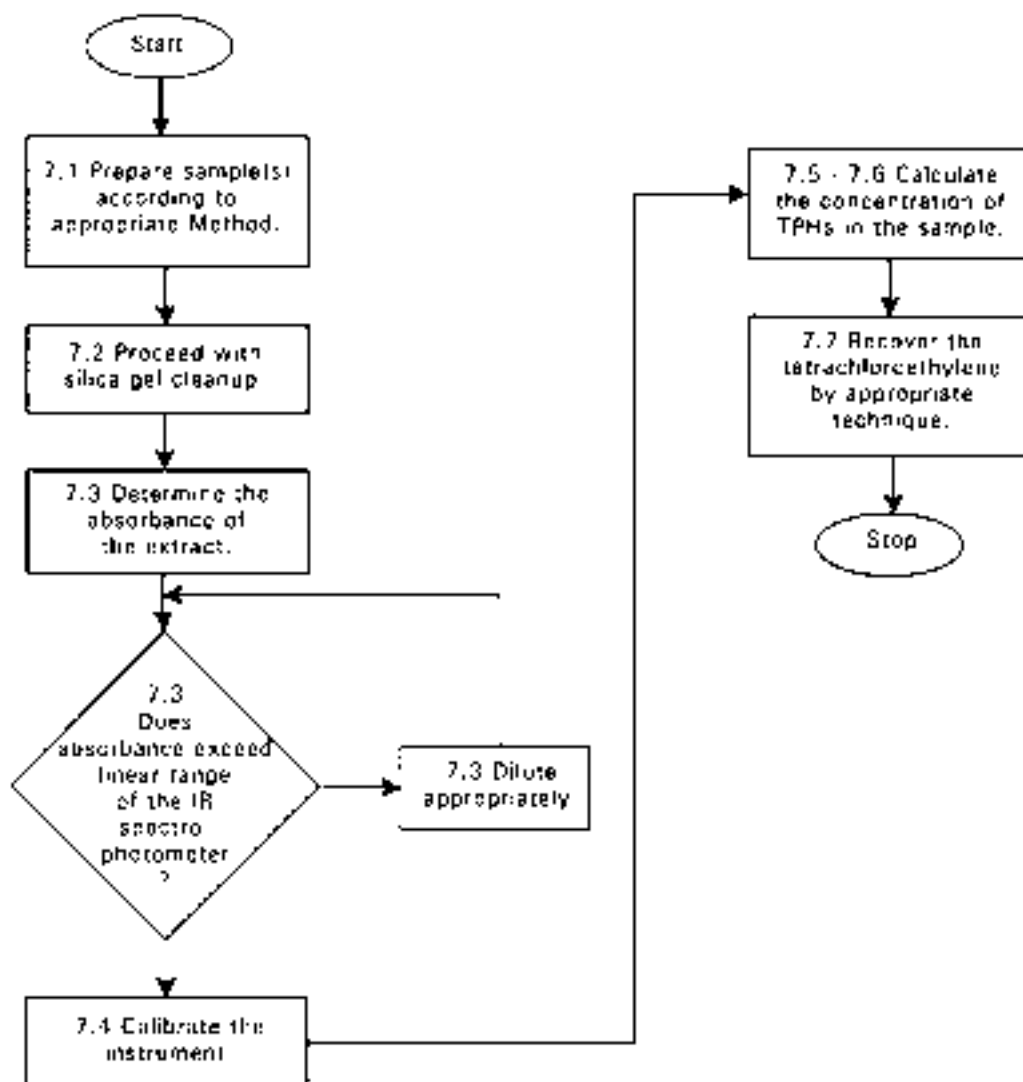 Start
7.1 Prepare sample(s)
according to
appropriate Method.
7.2 Proceed with
silica gel cleanup
7.3 Determine the
absorbance of
the extract.
7.3
Does
absorbance exceed
linear range
of the IR
spectro
photometer
?
7.3 Dilute
appropriately
7.4 Calibrate the
instrument
7.5 - 7.6 Calculate
the concentration of
TPHs in the sample.
7.7 Recover the
tetrachloroethylene
by appropriate
technique.
Stop